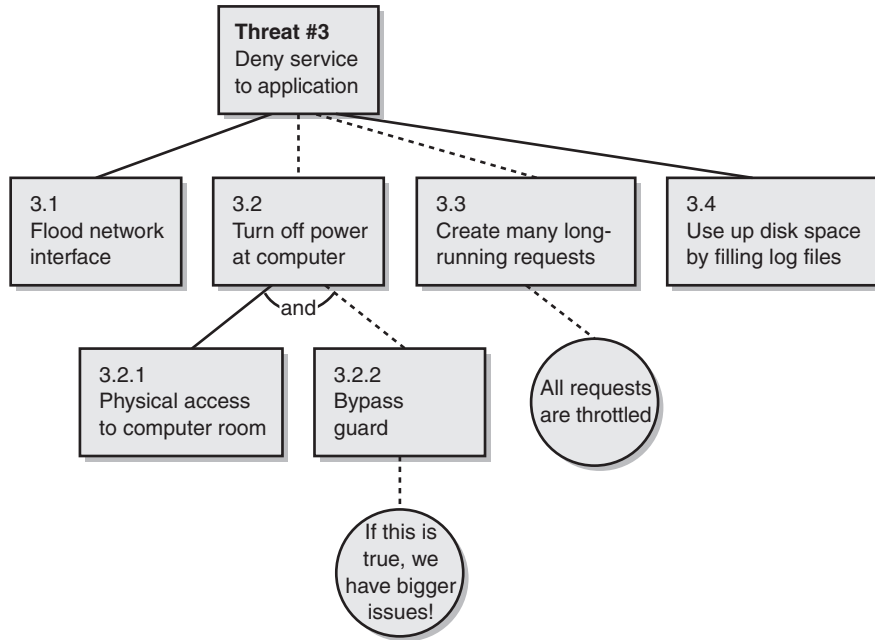 Threat #3
Deny service
to application
3.1
Flood network
interface
3.2
Turn off power
at computer
3.3
Create many long-
running requests
3.4
Use up disk space
by filling log files
and
3.2.1
Physical access
to computer room
3.2.2
Bypass
guard
All requests
are throttled
If this is
true, we
have bigger
issues!